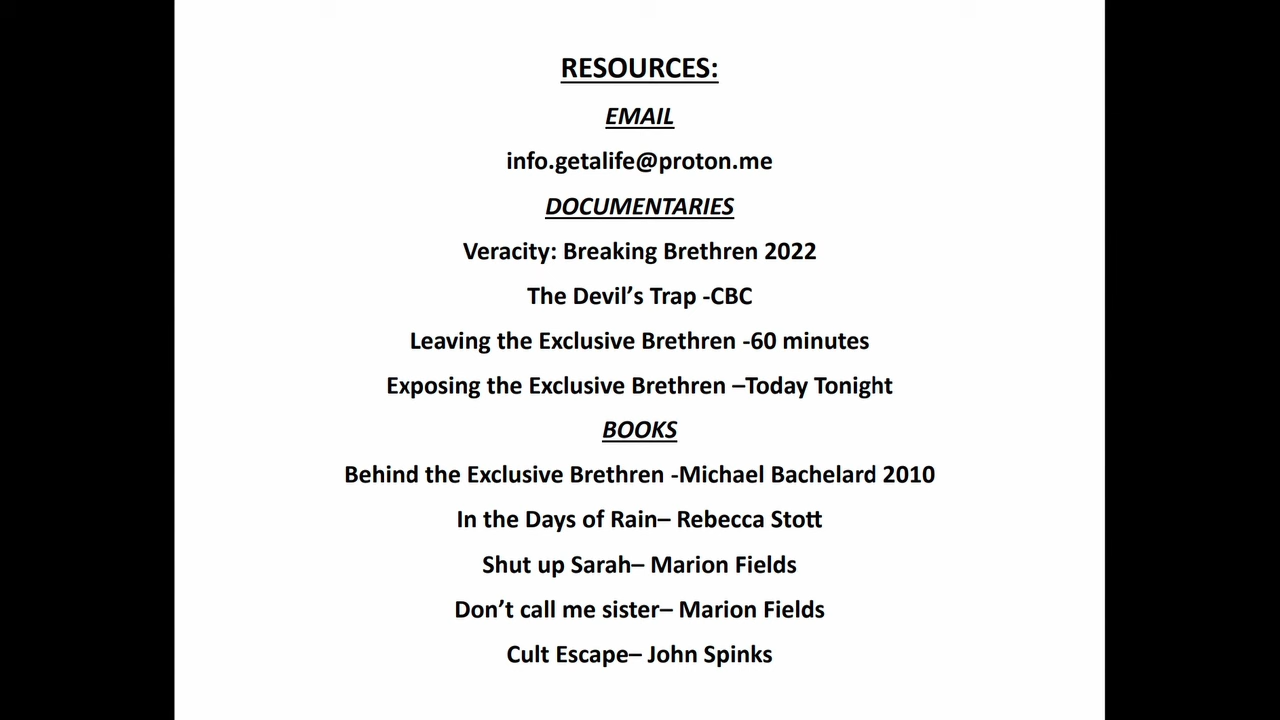 RESOURCES:
EMAIL
info.getalife@proton.me
DOCUMENTARIES
Veracity: Breaking Brethren 2022
The Devil’s Trap -CBC
Leaving the Exclusive Brethren -60 minutes
Exposing the Exclusive Brethren –Today Tonight
BOOKS
Behind the Exclusive Brethren -Michael Bachelard 2010
In the Days of Rain– Rebecca Stott
Shut up Sarah– Marion Fields
Don’t call me sister– Marion Fields
Cult Escape– John Spinks